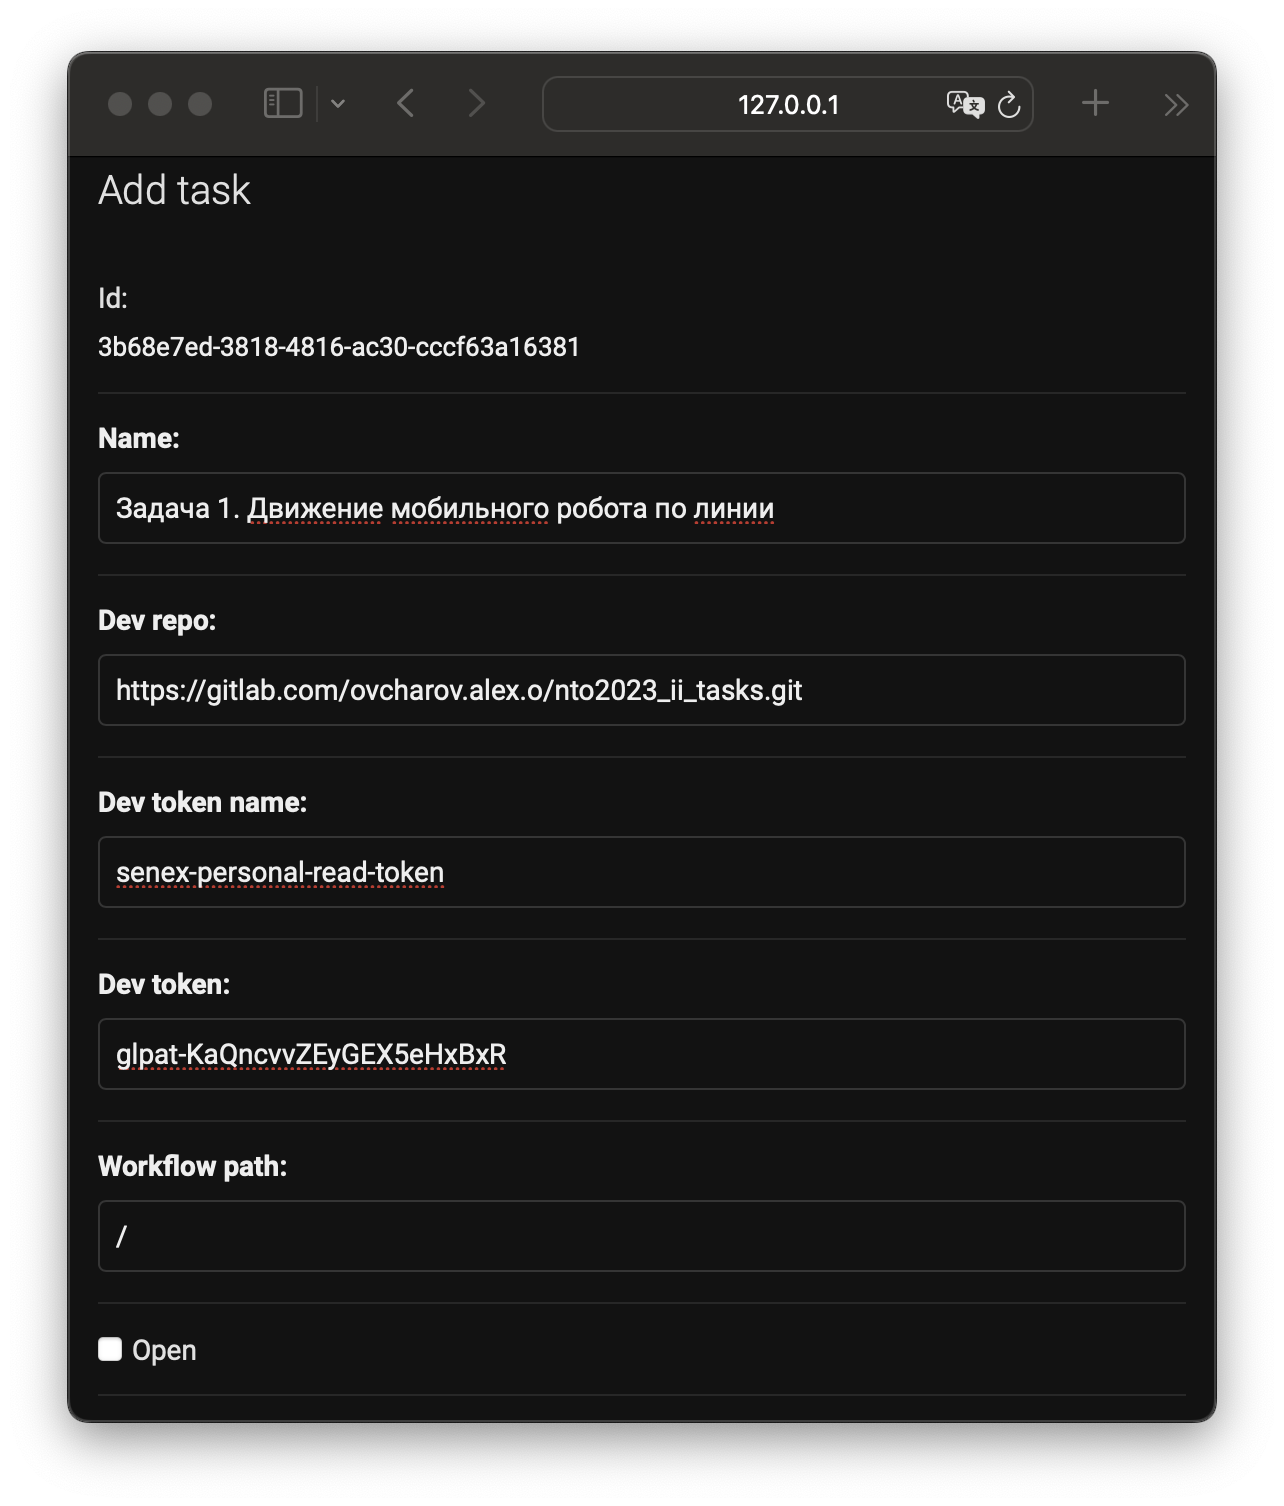 127.0.0.1
Add task
Id:
3b68e7ed-3818-4816-ac30-cccf63a16381
Name:
Задача 1. Движение мобильного робота по линии
Dev repo:
https://gitlab.com/ovcharov.alex.o/nto2023_ii_tasks.git
Dev token name:
senex-personal-read-token
Dev token:
glpat-KaQncvvZEyGEX5eHxBxR
Workflow path:
/
Open